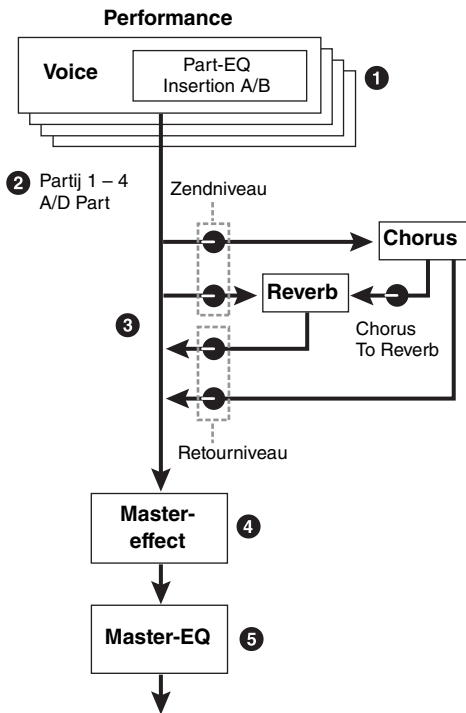 Performance
Voice
Part-EQ
Insertion A/B
1
2 Partij 1 – 4
A/D Part
Zendniveau
Chorus
Reverb
3
Chorus
To Reverb
Retourniveau
Master-
effect
4
Master-EQ
5